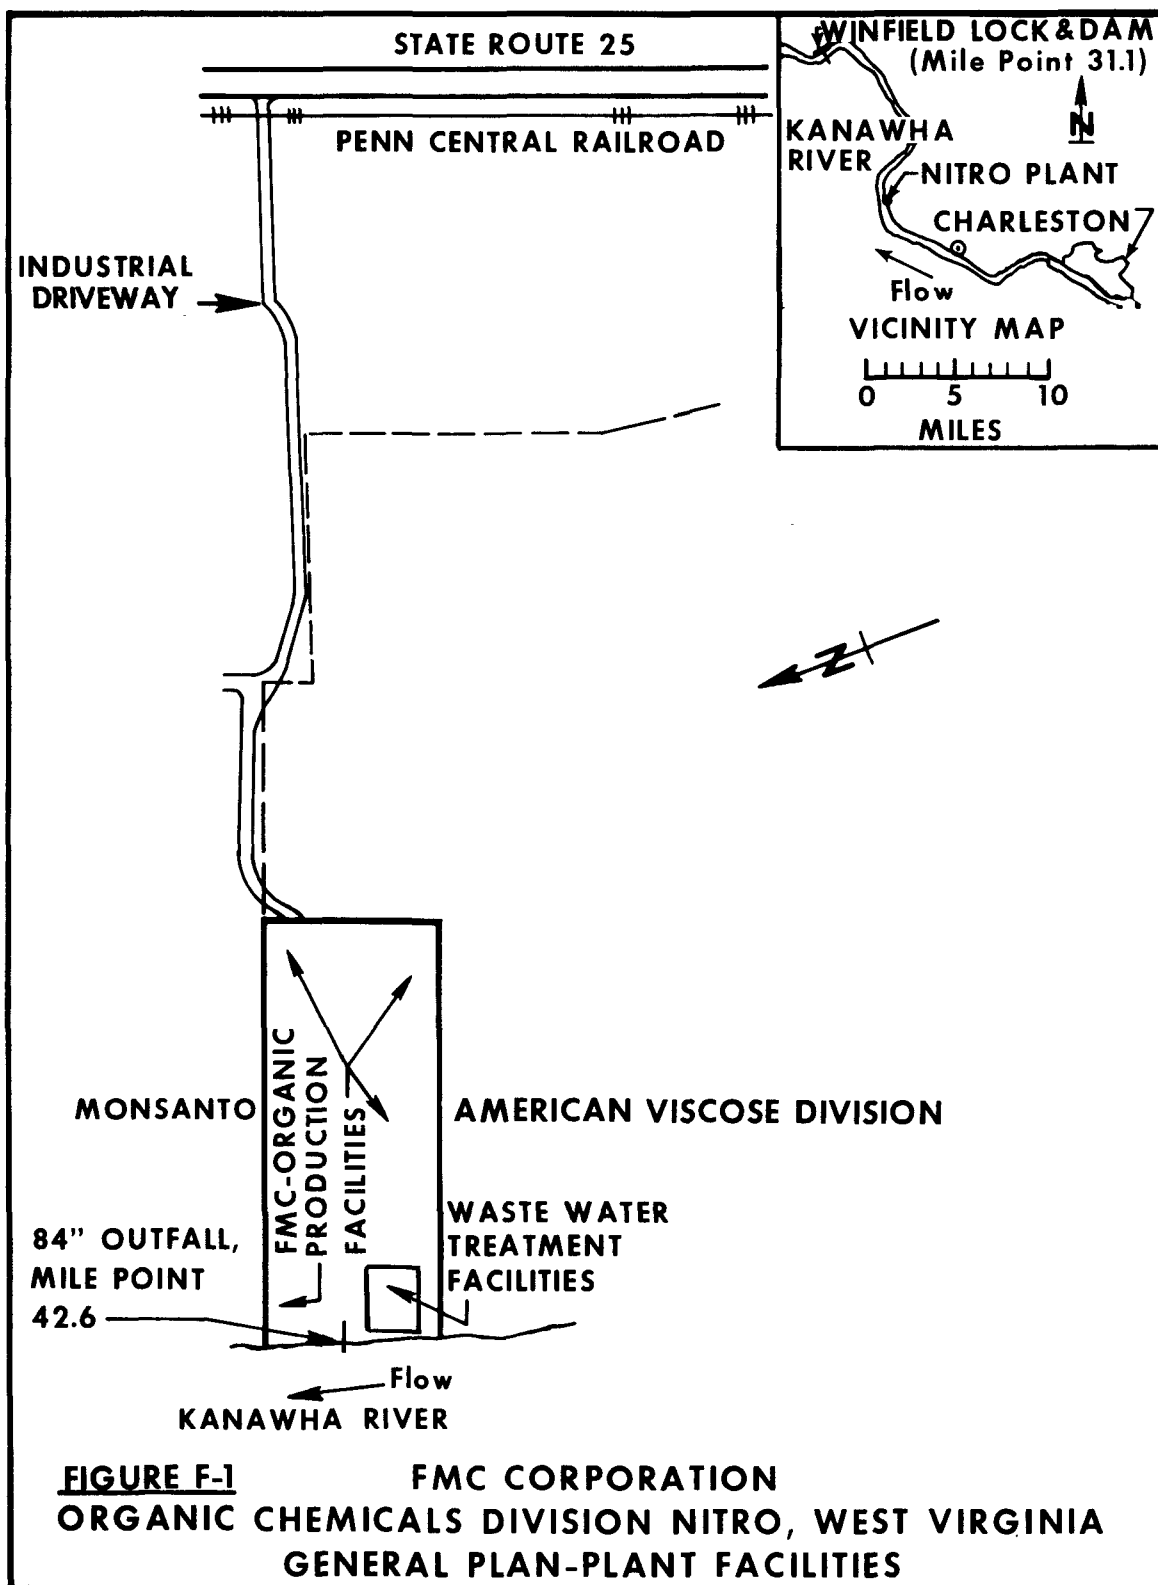 STATE ROUTE 25
PENN CENTRAL RAILROAD
WINFIELD LOCK & DAM
(Mile Point 31.1)
N
KANAWHA
RIVER
NITRO PLANT
CHARLESTON
Flow
VICINITY MAP
0 5 10
MILES
INDUSTRIAL
DRIVEWAY
N
MONSANTO
FMC-ORGANIC
PRODUCTION
FACILITIES
AMERICAN VISCOSE DIVISION
WASTE WATER
TREATMENT
FACILITIES
84" OUTFALL,
MILE POINT
42.6
Flow
KANAWHA RIVER
FIGURE F-1 FMC CORPORATION
ORGANIC CHEMICALS DIVISION NITRO, WEST VIRGINIA
GENERAL PLAN-PLANT FACILITIES